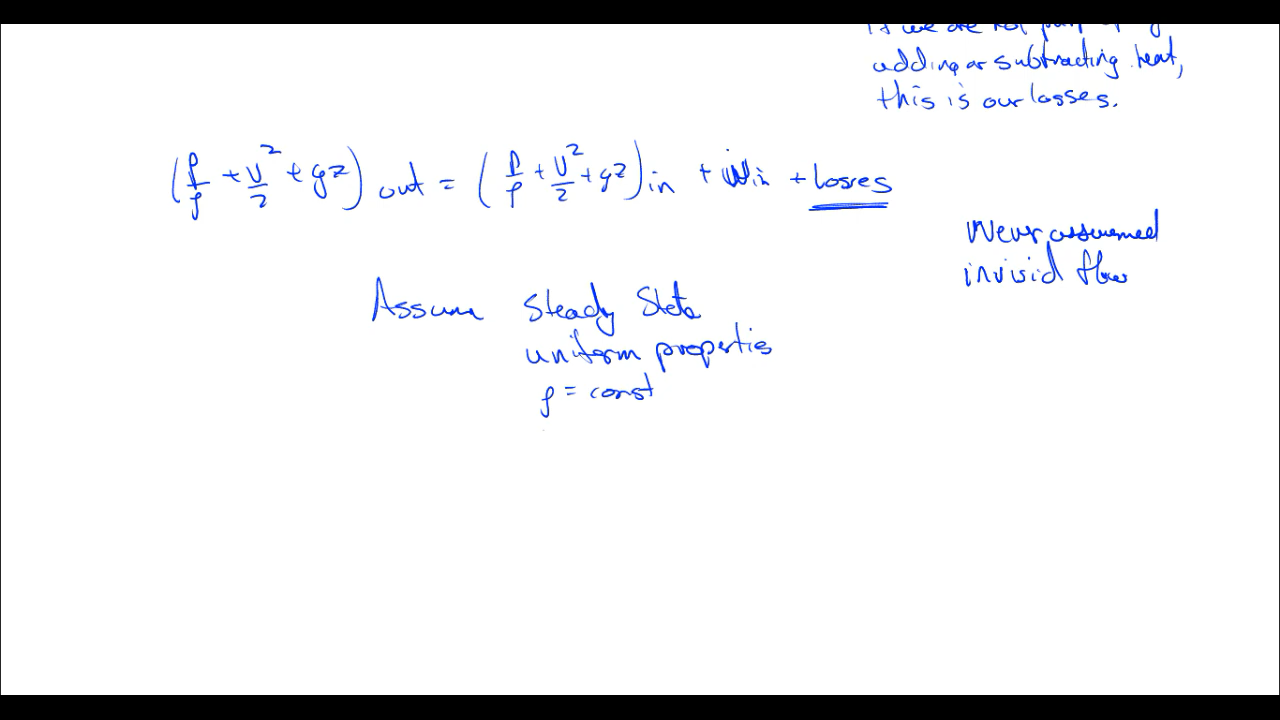 adding or subtracting heat,
this is our losses.
(P/ρ + V²/2 + gz) out = (P/ρ + V²/2 + gz) in + ẇin + losses
Never assumed
invisid flow
Assume Steady State
uniform properties
ρ = const